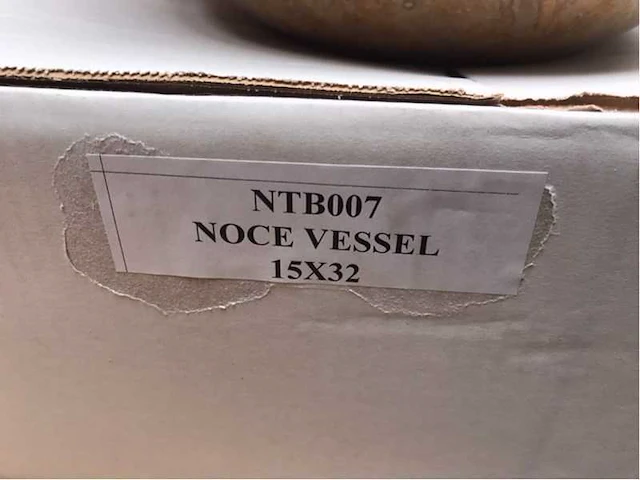 NTB007
NOCE VESSEL
15X32